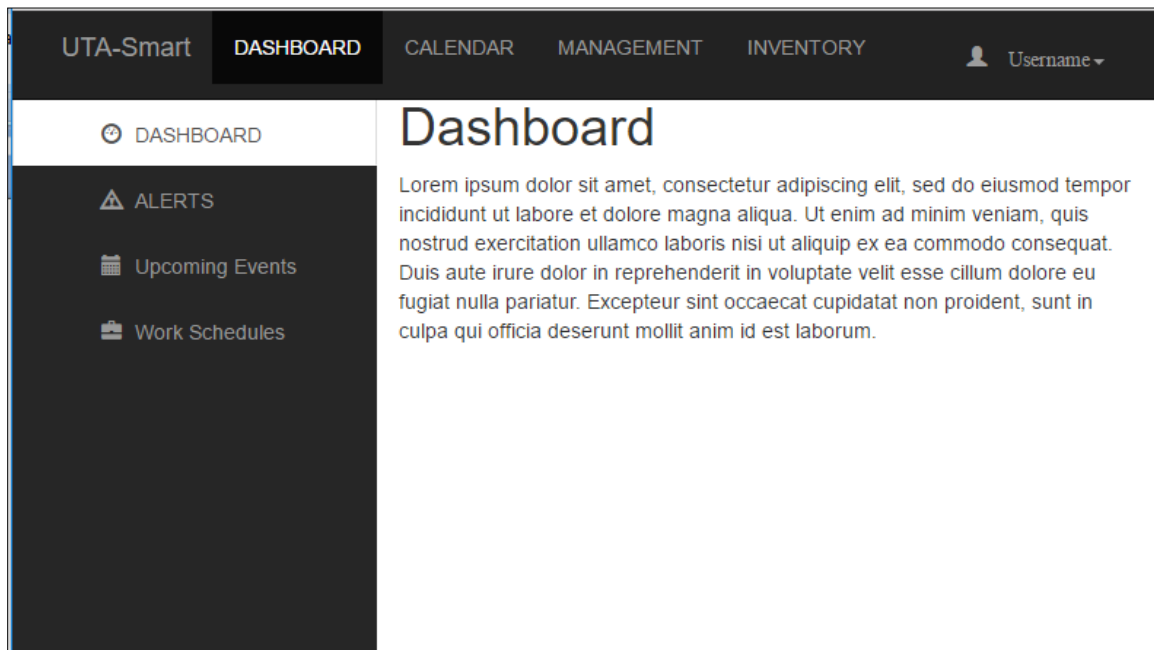 UTA-Smart DASHBOARD CALENDAR MANAGEMENT INVENTORY Username
DASHBOARD
ALERTS
Upcoming Events
Work Schedules
Dashboard
Lorem ipsum dolor sit amet, consectetur adipiscing elit, sed do eiusmod tempor
incididunt ut labore et dolore magna aliqua. Ut enim ad minim veniam, quis
nostrud exercitation ullamco laboris nisi ut aliquip ex ea commodo consequat.
Duis aute irure dolor in reprehenderit in voluptate velit esse cillum dolore eu
fugiat nulla pariatur. Excepteur sint occaecat cupidatat non proident, sunt in
culpa qui officia deserunt mollit anim id est laborum.